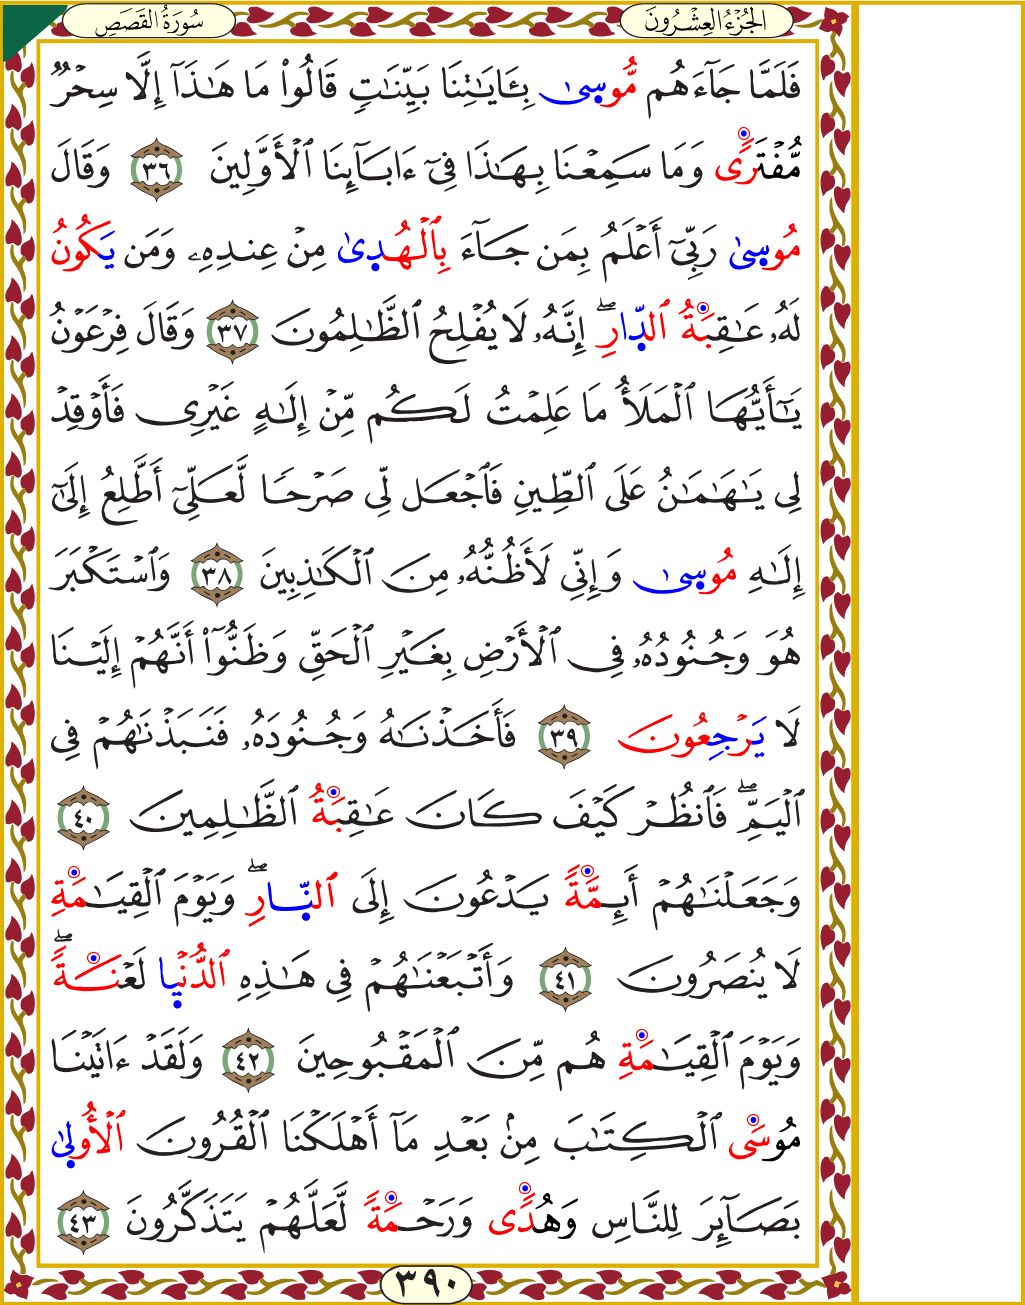 سُورَةُ القَصَصِ
الجُزْءُ العِشْرُونَ
فَلَمَّا جَآءَهُم مُّوسٜىٰ بِـَٔايَٰتِنَا بَيِّنَٰتٖ قَالُواْ مَا هَٰذَآ إِلَّا سِحۡرٞ
مُّفۡتَرٗى وَمَا سَمِعۡنَا بِهَٰذَا فِيٓ ءَابَآئِنَا ٱلۡأَوَّلِينَ ٣٦ وَقَالَ
مُوسٜىٰ رَبِّيٓ أَعۡلَمُ بِمَن جَآءَ بِٱلۡهُدٜىٰ مِنۡ عِندِهِۦ وَمَن يَكُونُ
لَهُۥ عَٰقِبَةُ ٱلدّٜارِۖ إِنَّهُۥ لَا يُفۡلِحُ ٱلظَّٰلِمُونَ ٣٧ وَقَالَ فِرۡعَوۡنُ
يَٰٓأَيُّهَا ٱلۡمَلَأُ مَا عَلِمۡتُ لَكُم مِّنۡ إِلَٰهٍ غَيۡرِي فَأَوۡقِدۡ
لِي يَٰهَٰمَٰنُ عَلَى ٱلطِّينِ فَٱجۡعَل لِّي صَرۡحٗا لَّعَلِّيٓ أَطَّلِعُ إِلَىٰٓ
إِلَٰهِ مُوسٜىٰ وَإِنِّي لَأَظُنُّهُۥ مِنَ ٱلۡكَٰذِبِينَ ٣٨ وَٱسۡتَكۡبَرَ
هُوَ وَجُنُودُهُۥ فِي ٱلۡأَرۡضِ بِغَيۡرِ ٱلۡحَقِّ وَظَنُّوٓاْ أَنَّهُمۡ إِلَيۡنَا
لَا يَرۡجِعُونَ ٣٩ فَأَخَذۡنَٰهُ وَجُنُودَهُۥ فَنَبَذۡنَٰهُمۡ فِي
ٱلۡيَمِّۖ فَٱنظُرۡ كَيۡفَ كَانَ عَٰقِبَةُ ٱلظَّٰلِمِينَ ٤٠
وَجَعَلۡنَٰهُمۡ أَئِمَّةٗ يَدۡعُونَ إِلَى ٱلنّٜارِۖ وَيَوۡمَ ٱلۡقِيَٰمَةِ
لَا يُنصَرُونَ ٤١ وَأَتۡبَعۡنَٰهُمۡ فِي هَٰذِهِ ٱلدُّنۡيٜا لَعۡنَةٗۖ
وَيَوۡمَ ٱلۡقِيَٰمَةِ هُم مِّنَ ٱلۡمَقۡبُوحِينَ ٤٢ وَلَقَدۡ ءَاتَيۡنَا
مُوسَى ٱلۡكِتَٰبَ مِنۢ بَعۡدِ مَآ أَهۡلَكۡنَا ٱلۡقُرُونَ ٱلۡأُولٜىٰ
بَصَآئِرَ لِلنَّاسِ وَهُدٗى وَرَحۡمَةٗ لَّعَلَّهُمۡ يَتَذَكَّرُونَ ٤٣
٣٩٠